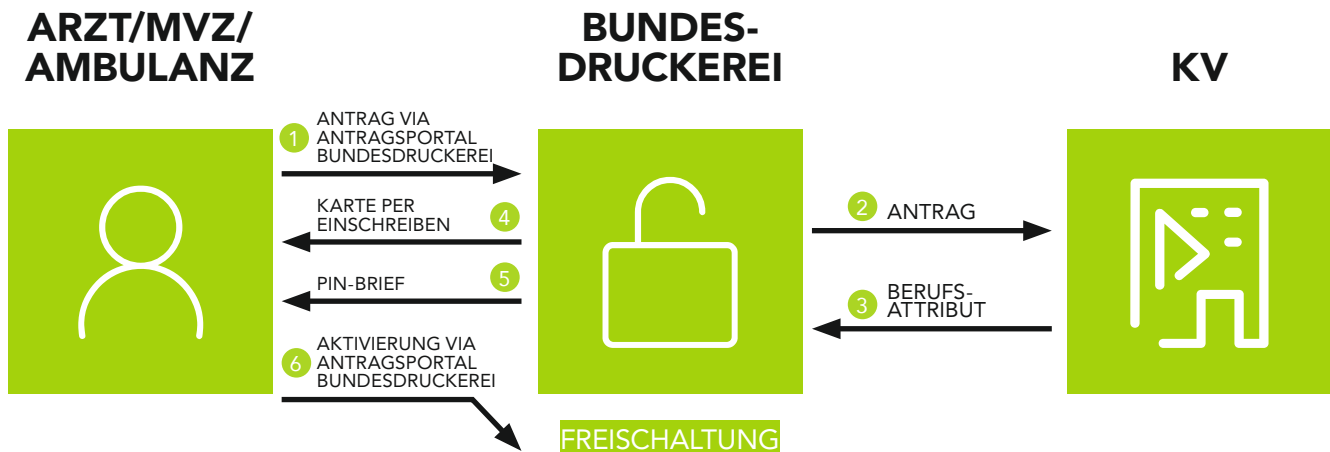 ARZT/MVZ/
AMBULANZ
BUNDES-
DRUCKEREI
KV
1 ANTRAG VIA
ANTRAGSPORTAL
BUNDESDRUCKEREI
KARTE PER
EINSCHREIBEN 4
PIN-BRIEF 5
6 AKTIVIERUNG VIA
ANTRAGSPORTAL
BUNDESDRUCKEREI
2 ANTRAG
3 BERUFS-
ATTRIBUT
FREISCHALTUNG